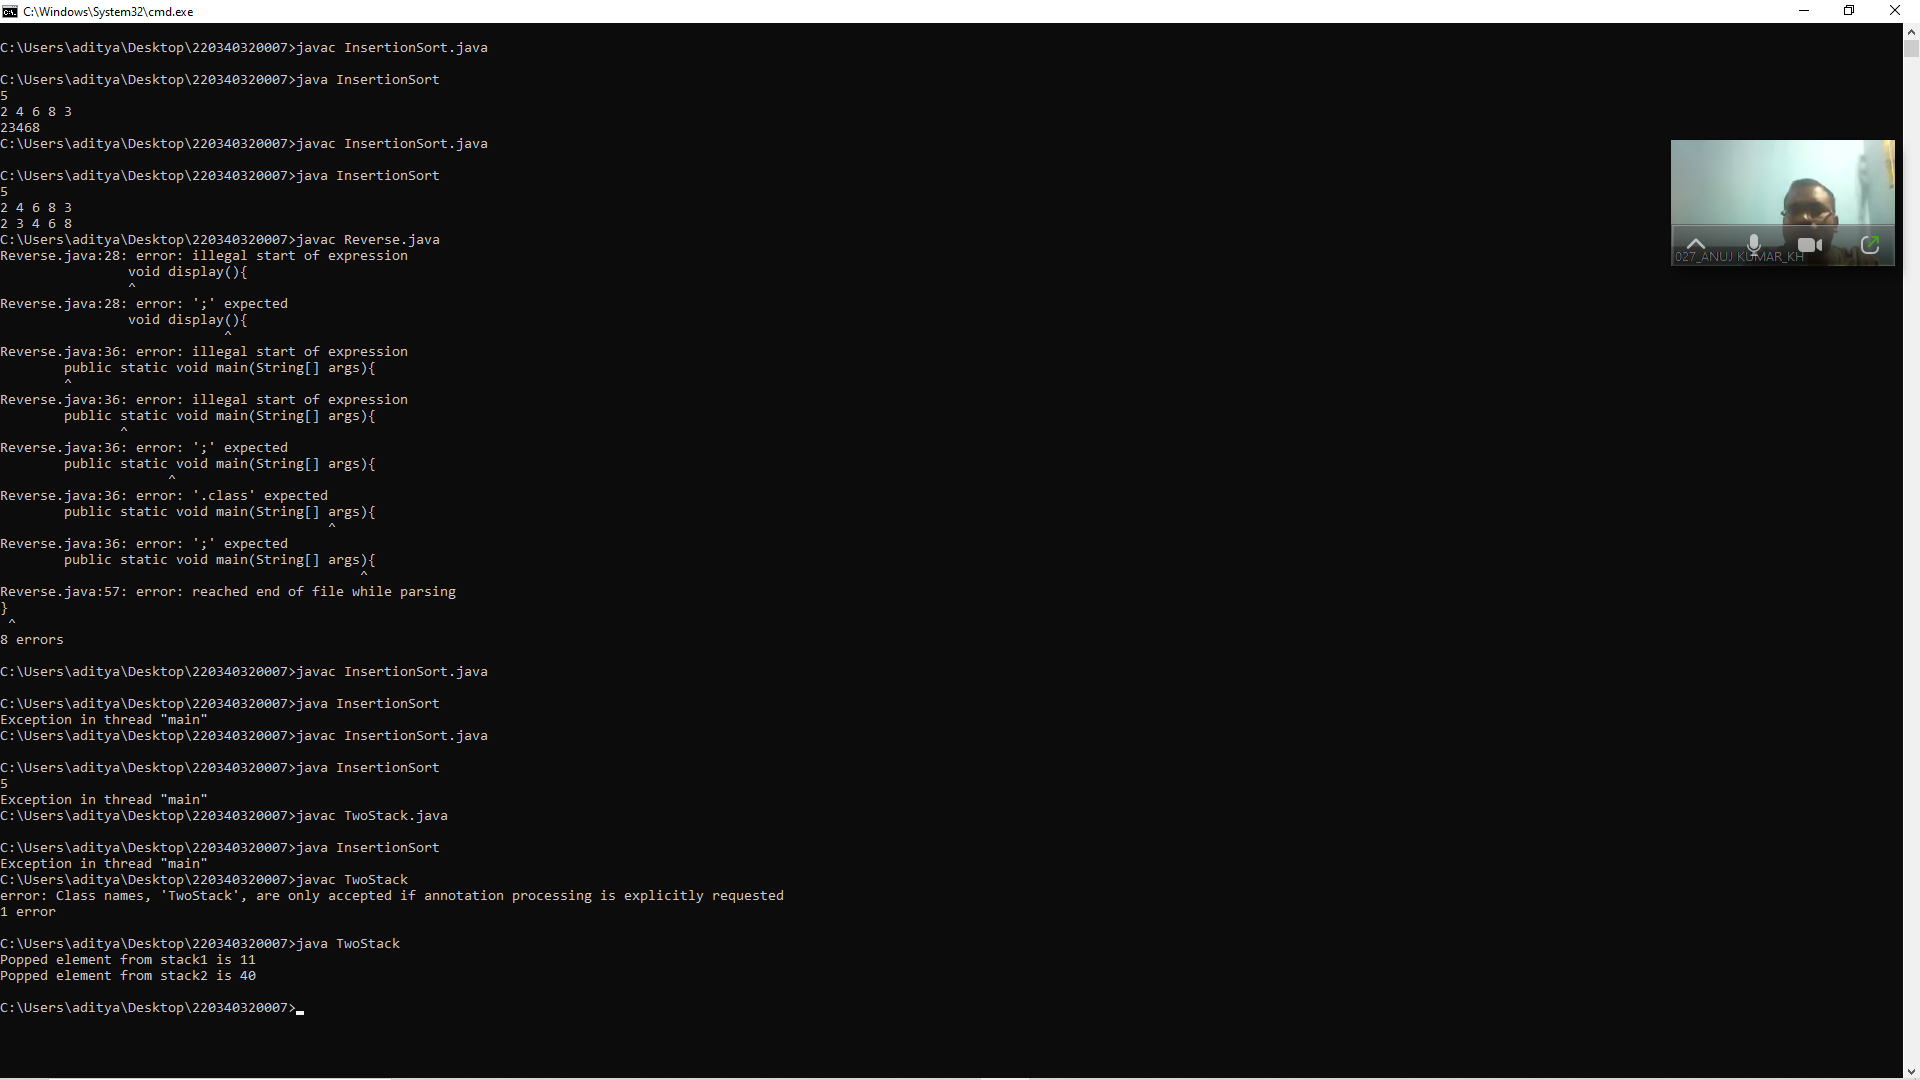 C:\Windows\System32\cmd.exe
C:\Users\aditya\Desktop\220340320007>javac InsertionSort.java
C:\Users\aditya\Desktop\220340320007>java InsertionSort
5
2 4 6 8 3
23468
C:\Users\aditya\Desktop\220340320007>javac InsertionSort.java
C:\Users\aditya\Desktop\220340320007>java InsertionSort
5
2 4 6 8 3
2 3 4 6 8
C:\Users\aditya\Desktop\220340320007>javac Reverse.java
Reverse.java:28: error: illegal start of expression
void display(){
^
Reverse.java:28: error: ';' expected
void display(){
^
Reverse.java:36: error: illegal start of expression
public static void main(String[] args){
^
Reverse.java:36: error: illegal start of expression
public static void main(String[] args){
^
Reverse.java:36: error: ';' expected
public static void main(String[] args){
^
Reverse.java:36: error: '.class' expected
public static void main(String[] args){
^
Reverse.java:36: error: ';' expected
public static void main(String[] args){
^
Reverse.java:57: error: reached end of file while parsing
}
^
8 errors
C:\Users\aditya\Desktop\220340320007>javac InsertionSort.java
C:\Users\aditya\Desktop\220340320007>java InsertionSort
Exception in thread "main"
C:\Users\aditya\Desktop\220340320007>javac InsertionSort.java
C:\Users\aditya\Desktop\220340320007>java InsertionSort
5
Exception in thread "main"
C:\Users\aditya\Desktop\220340320007>javac TwoStack.java
C:\Users\aditya\Desktop\220340320007>java InsertionSort
Exception in thread "main"
C:\Users\aditya\Desktop\220340320007>javac TwoStack
error: Class names, 'TwoStack', are only accepted if annotation processing is explicitly requested
1 error
C:\Users\aditya\Desktop\220340320007>java TwoStack
Popped element from stack1 is 11
Popped element from stack2 is 40
C:\Users\aditya\Desktop\220340320007>
027_ANUJ KUMAR_KH